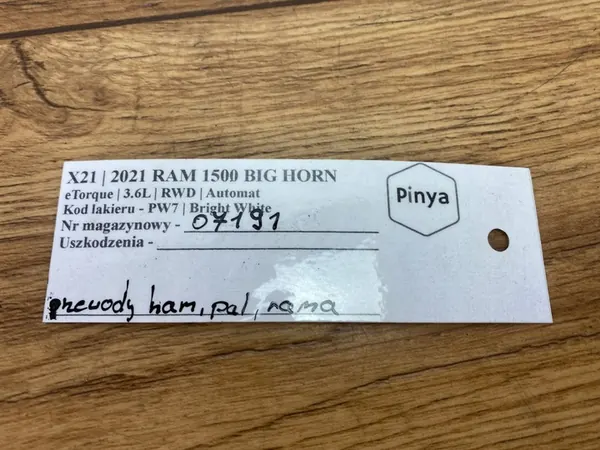 X21 | 2021 RAM 1500 BIG HORN
eTorque | 3.6L | RWD | Automat
Kod lakieru - PW7 | Bright White
Nr magazynowy - 07191
Uszkodzenia -
przewody ham, pal, rama
Pinya